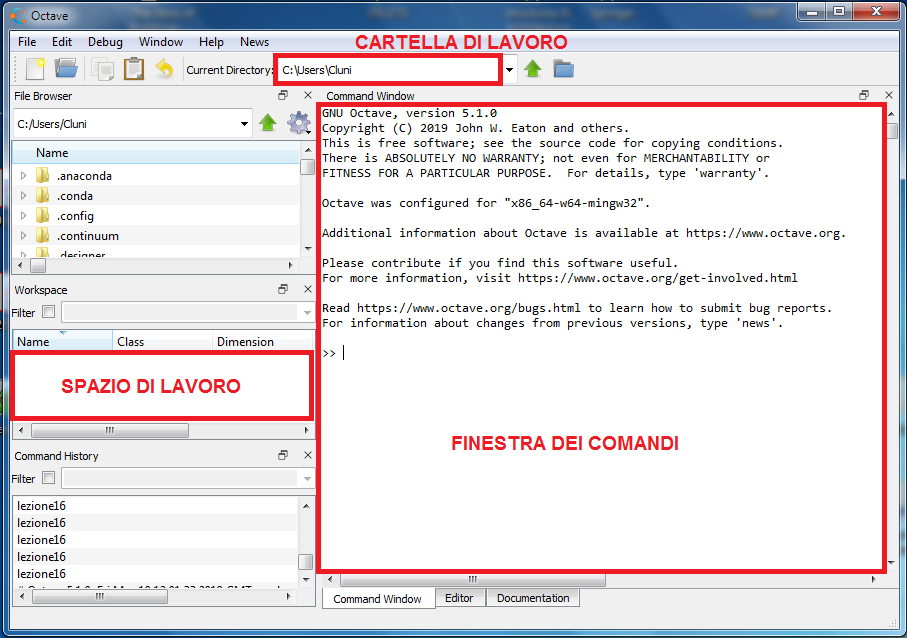 Octave
File Edit Debug Window Help News
CARTELLA DI LAVORO
Current Directory: C:\Users\Cluni
File Browser
C:/Users/Cluni
Name
.anaconda
.conda
.config
.continuum
.designer
Workspace
Filter
Name Class Dimension
SPAZIO DI LAVORO
Command History
Filter
lezione16
lezione16
lezione16
lezione16
lezione16
Command Window
GNU Octave, version 5.1.0
Copyright (C) 2019 John W. Eaton and others.
This is free software; see the source code for copying conditions.
There is ABSOLUTELY NO WARRANTY; not even for MERCHANTABILITY or
FITNESS FOR A PARTICULAR PURPOSE.  For details, type 'warranty'.
Octave was configured for "x86_64-w64-mingw32".
Additional information about Octave is available at https://www.octave.org.
Please contribute if you find this software useful.
For more information, visit https://www.octave.org/get-involved.html
Read https://www.octave.org/bugs.html to learn how to submit bug reports.
For information about changes from previous versions, type 'news'.
>>
FINESTRA DEI COMANDI
Command Window Editor Documentation